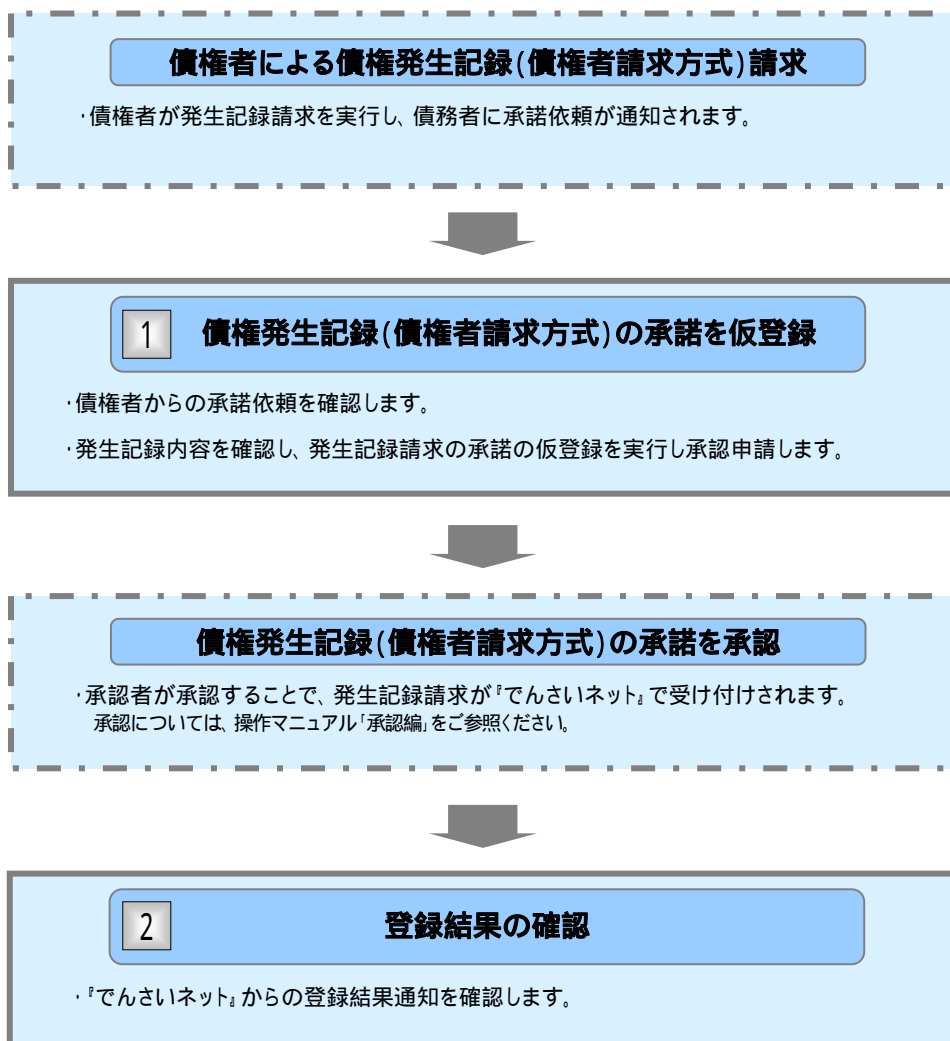 債権者による債権発生記録(債権者請求方式)請求
・債権者が発生記録請求を実行し、債務者に承諾依頼が通知されます。
1 債権発生記録(債権者請求方式)の承諾を仮登録
・債権者からの承諾依頼を確認します。
・発生記録内容を確認し、発生記録請求の承諾の仮登録を実行し承認申請します。
債権発生記録(債権者請求方式)の承諾を承認
・承認者が承認することで、発生記録請求が『でんさいネット』で受け付けされます。
承認については、操作マニュアル「承認編」をご参照ください。
2 登録結果の確認
・『でんさいネット』からの登録結果通知を確認します。